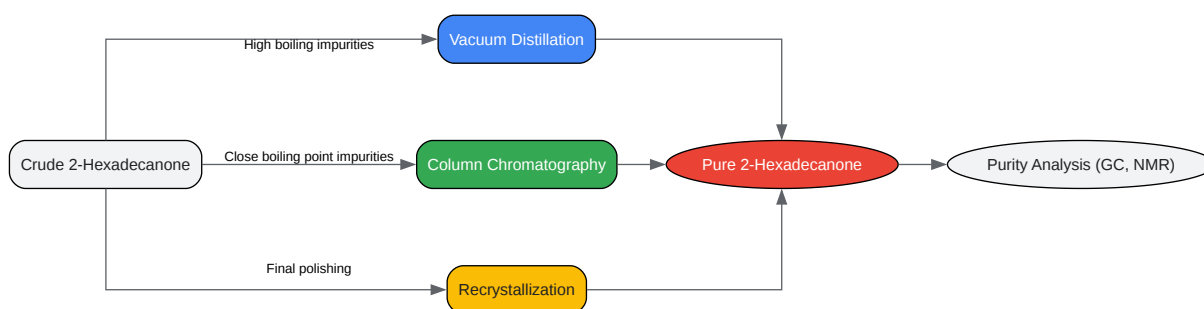 Vacuum Distillation
High boiling impurities
Crude 2-Hexadecanone
Close boiling point impurities
Column Chromatography
Pure 2-Hexadecanone
Purity Analysis (GC, NMR)
Final polishing
Recrystallization